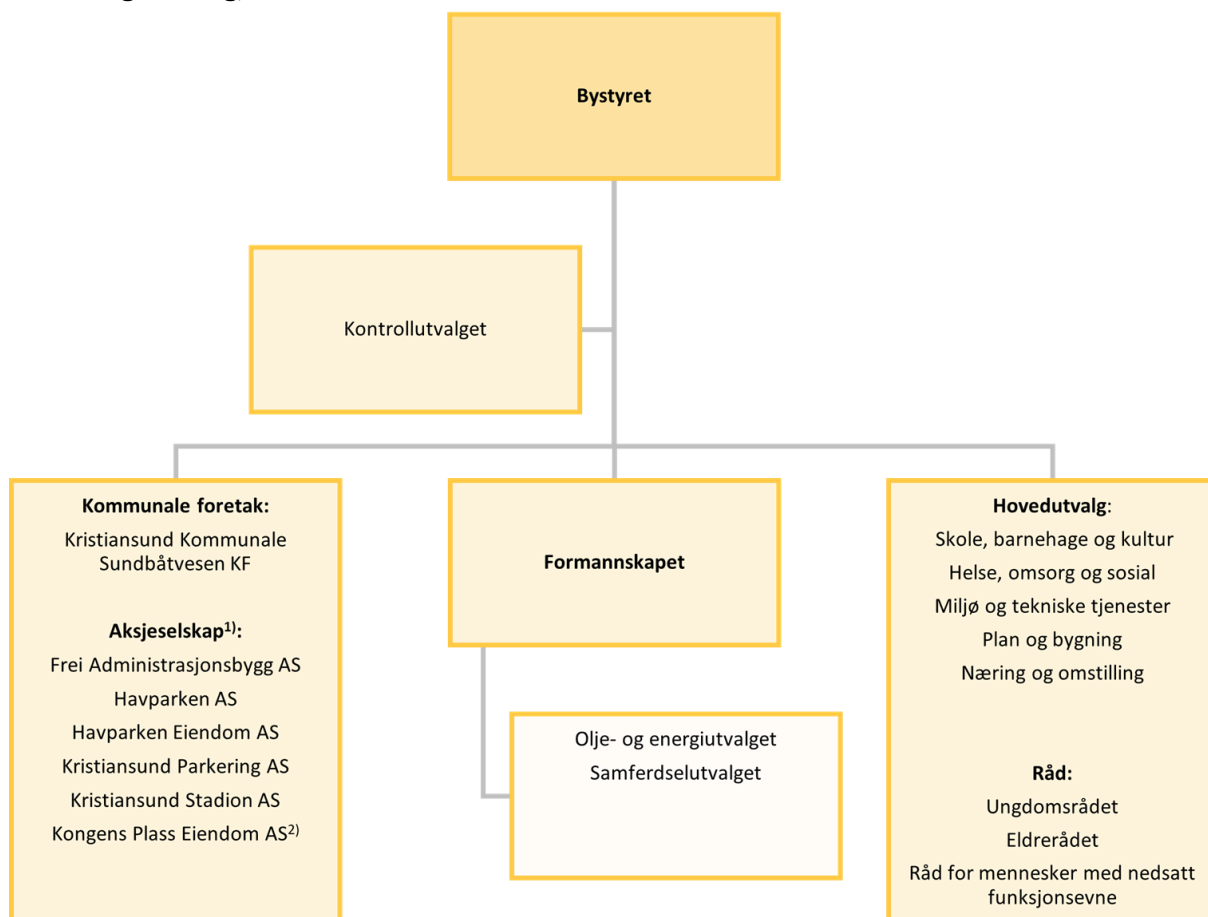 Bystyret
Kontrollutvalget
Kommunale foretak:
Kristiansund Kommunale
Sundbåtvesen KF
Aksjeselskap1):
Frei Administrasjonsbygg AS
Havparken AS
Havparken Eiendom AS
Kristiansund Parkering AS
Kristiansund Stadion AS
Kongens Plass Eiendom AS2)
Formannskapet
Olje- og energiutvalget
Samferdselutvalget
Hovedutvalg:
Skole, barnehage og kultur
Helse, omsorg og sosial
Miljø og tekniske tjenester
Plan og bygning
Næring og omstilling
Råd:
Ungdomsrådet
Eldrerådet
Råd for mennesker med nedsatt
funksjonsevne